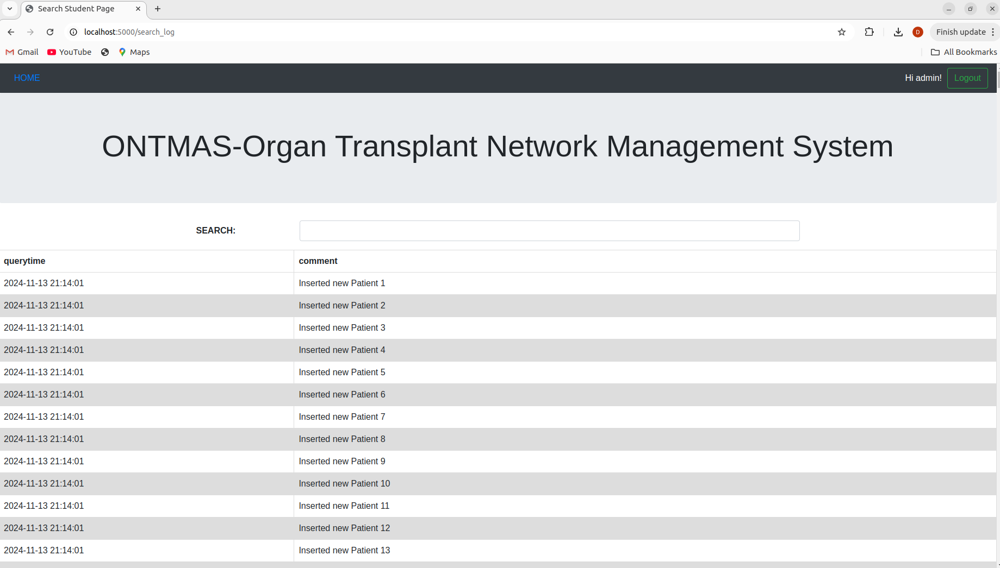 Search Student Page
localhost:5000/search_log
D
Finish update
Gmail
YouTube
Maps
All Bookmarks
HOME
Hi admin!
Logout
ONTMAS-Organ Transplant Network Management System
SEARCH:
querytime comment
2024-11-13 21:14:01 Inserted new Patient 1
2024-11-13 21:14:01 Inserted new Patient 2
2024-11-13 21:14:01 Inserted new Patient 3
2024-11-13 21:14:01 Inserted new Patient 4
2024-11-13 21:14:01 Inserted new Patient 5
2024-11-13 21:14:01 Inserted new Patient 6
2024-11-13 21:14:01 Inserted new Patient 7
2024-11-13 21:14:01 Inserted new Patient 8
2024-11-13 21:14:01 Inserted new Patient 9
2024-11-13 21:14:01 Inserted new Patient 10
2024-11-13 21:14:01 Inserted new Patient 11
2024-11-13 21:14:01 Inserted new Patient 12
2024-11-13 21:14:01 Inserted new Patient 13